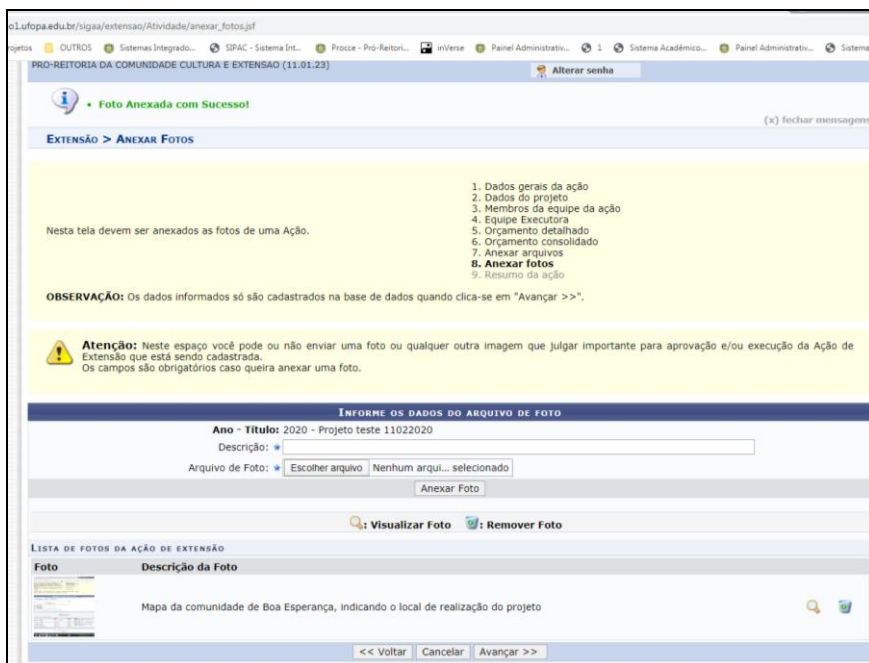 o1.ufopa.edu.br/sigaa/extensao/Atividade/anexar_fotos.jsf
rojetos OUTROS Sistemas Integrado... SIPAC - Sistema Int... Procce - Pró-Reitori... inVerse Painel Administrativ... 1 Sistema Acadêmico... Painel Administrativ... Sistema
PRO-REITORIA DA COMUNIDADE CULTURA E EXTENSAO (11.01.23) Alterar senha
• Foto Anexada com Sucesso!
(x) fechar mensagens
EXTENSÃO > ANEXAR FOTOS
1. Dados gerais da ação
2. Dados do projeto
3. Membros da equipe da ação
4. Equipe Executora
Nesta tela devem ser anexados as fotos de uma Ação.
5. Orçamento detalhado
6. Orçamento consolidado
7. Anexar arquivos
8. Anexar fotos
9. Resumo da ação
OBSERVAÇÃO: Os dados informados só são cadastrados na base de dados quando clica-se em "Avançar >>".
Atenção: Neste espaço você pode ou não enviar uma foto ou qualquer outra imagem que julgar importante para aprovação e/ou execução da Ação de
Extensão que está sendo cadastrada.
Os campos são obrigatórios caso queira anexar uma foto.
INFORME OS DADOS DO ARQUIVO DE FOTO
Ano - Título: 2020 - Projeto teste 11022020
Descrição:
Arquivo de Foto: Escolher arquivo Nenhum arqui... selecionado
Anexar Foto
: Visualizar Foto : Remover Foto
LISTA DE FOTOS DA AÇÃO DE EXTENSÃO
Foto Descrição da Foto
Mapa da comunidade de Boa Esperança, indicando o local de realização do projeto
<< Voltar Cancelar Avançar >>